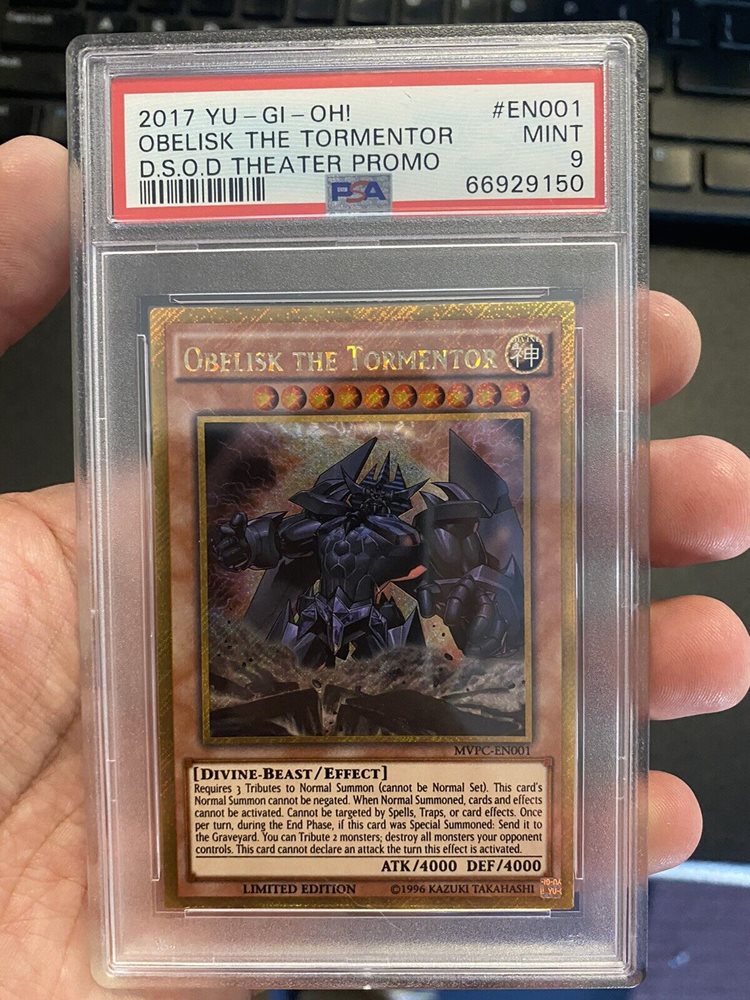 2017 YU-GI-OH! #EN001
OBELISK THE TORMENTOR MINT
D.S.O.D THEATER PROMO 9
PSA 66929150
OBELISK THE TORMENTOR 神
MVPC-EN001
[DIVINE-BEAST/EFFECT]
Requires 3 Tributes to Normal Summon (cannot be Normal Set). This card's
Normal Summon cannot be negated. When Normal Summoned, cards and effects
cannot be activated. Cannot be targeted by Spells, Traps, or card effects. Once
per turn, during the End Phase, if this card was Special Summoned: Send it to
the Graveyard. You can Tribute 2 monsters; destroy all monsters your opponent
controls. This card cannot declare an attack the turn this effect is activated.
ATK/4000 DEF/4000
LIMITED EDITION ©1996 KAZUKI TAKAHASHI